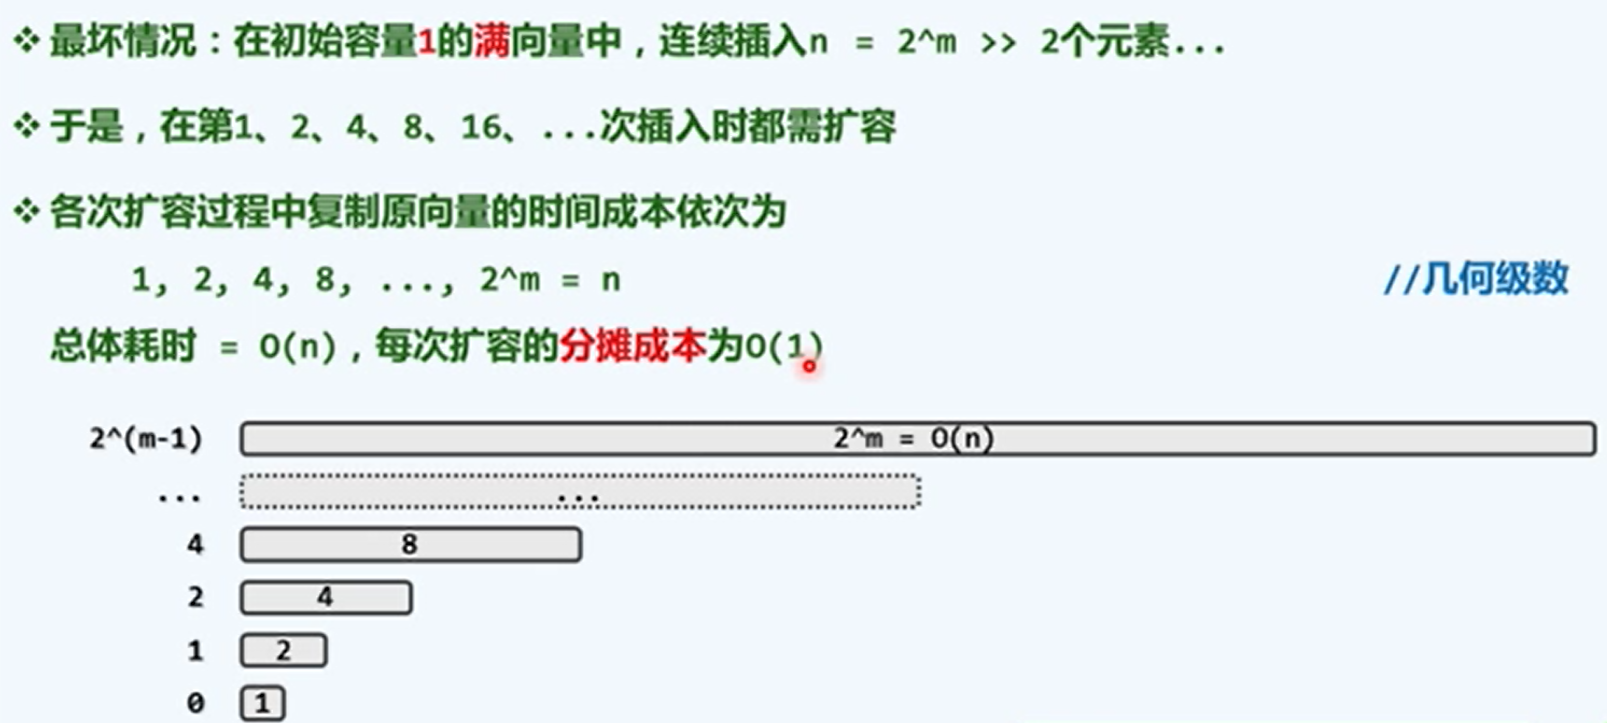 ❖ 最坏情况：在初始容量1的满向量中，连续插入n = 2^m >> 2个元素...
❖ 于是，在第1、2、4、8、16、...次插入时都需扩容
❖ 各次扩容过程中复制原向量的时间成本依次为
1, 2, 4, 8, ..., 2^m = n //几何级数
总体耗时 = O(n)，每次扩容的分摊成本为O(1)
2^(m-1) 2^m = O(n)
... ...
4 8
2 4
1 2
0 1